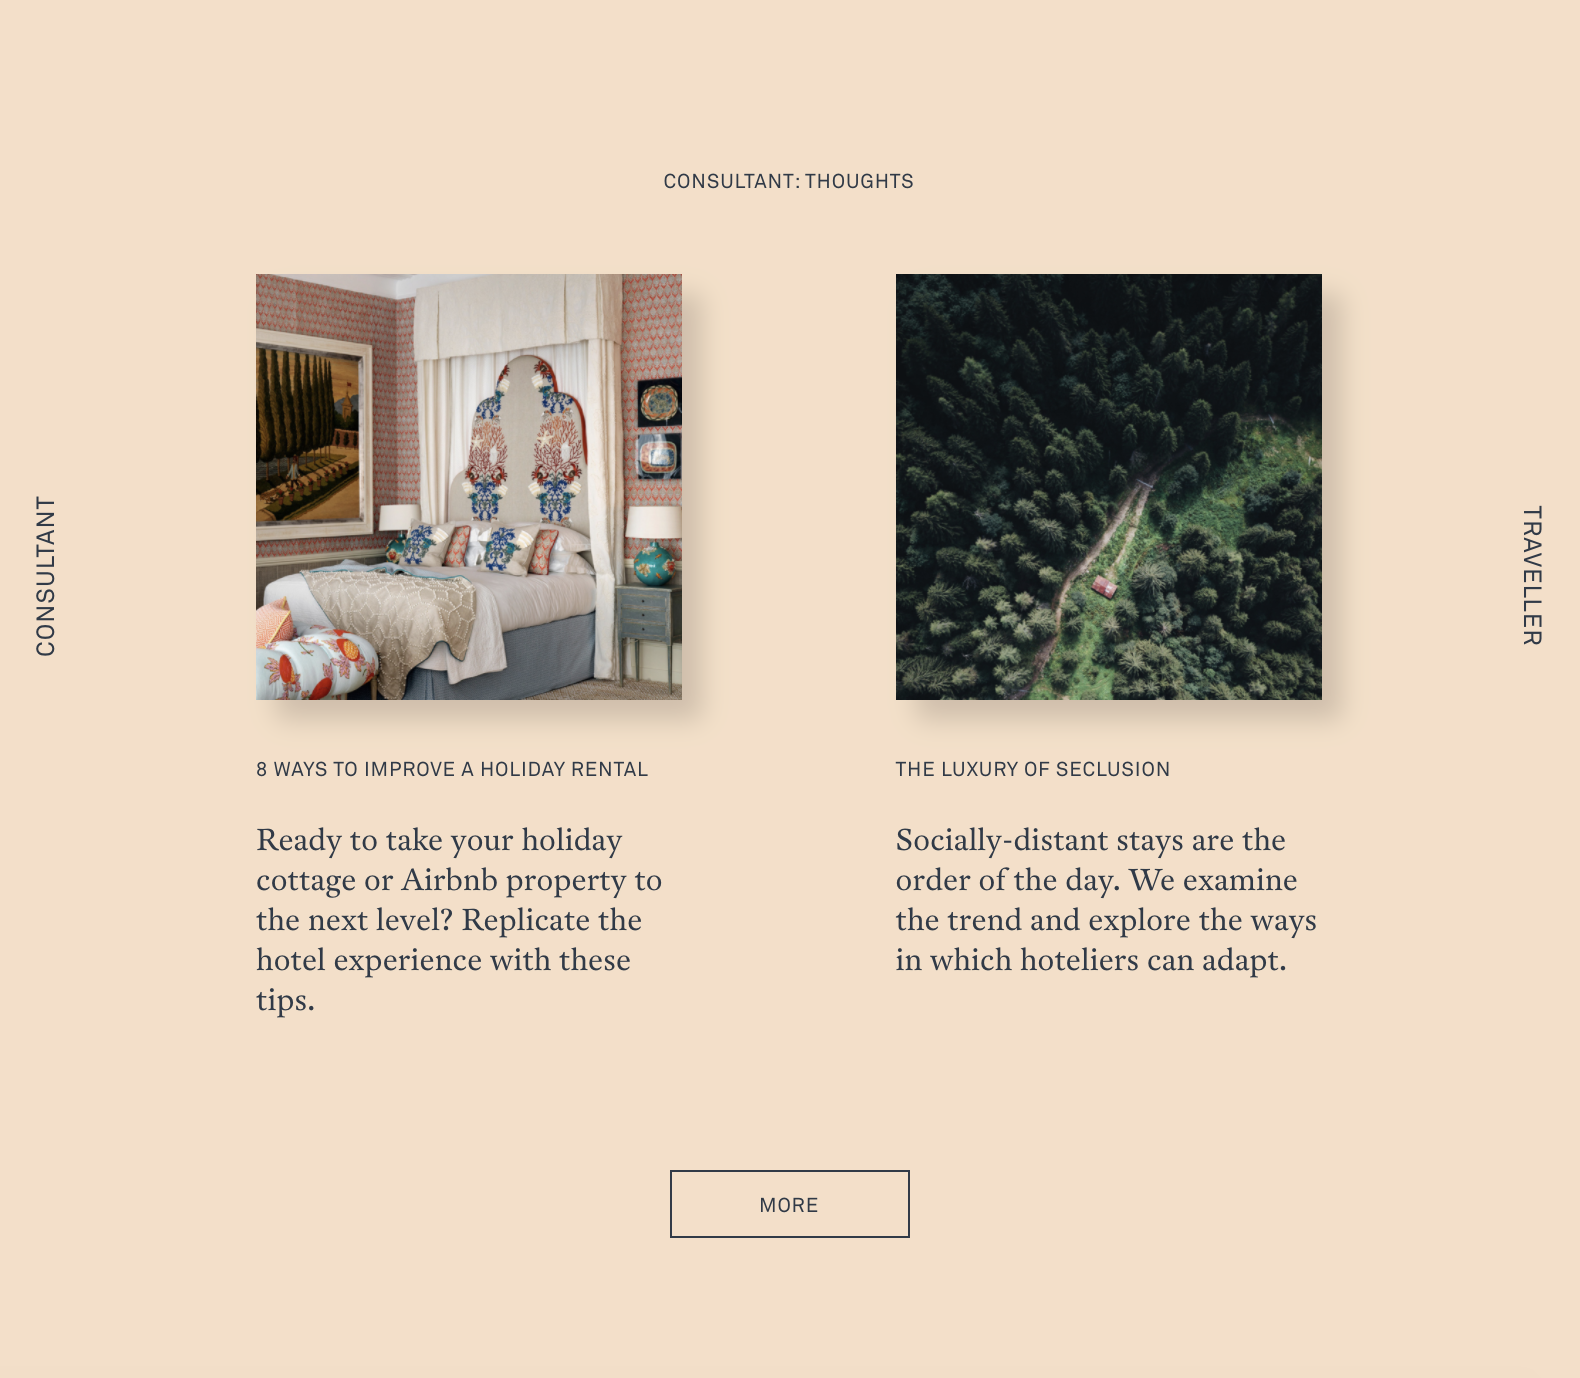 CONSULTANT: THOUGHTS
CONSULTANT
TRAVELLER
8 WAYS TO IMPROVE A HOLIDAY RENTAL
Ready to take your holiday
cottage or Airbnb property to
the next level? Replicate the
hotel experience with these
tips.
THE LUXURY OF SECLUSION
Socially-distant stays are the
order of the day. We examine
the trend and explore the ways
in which hoteliers can adapt.
MORE